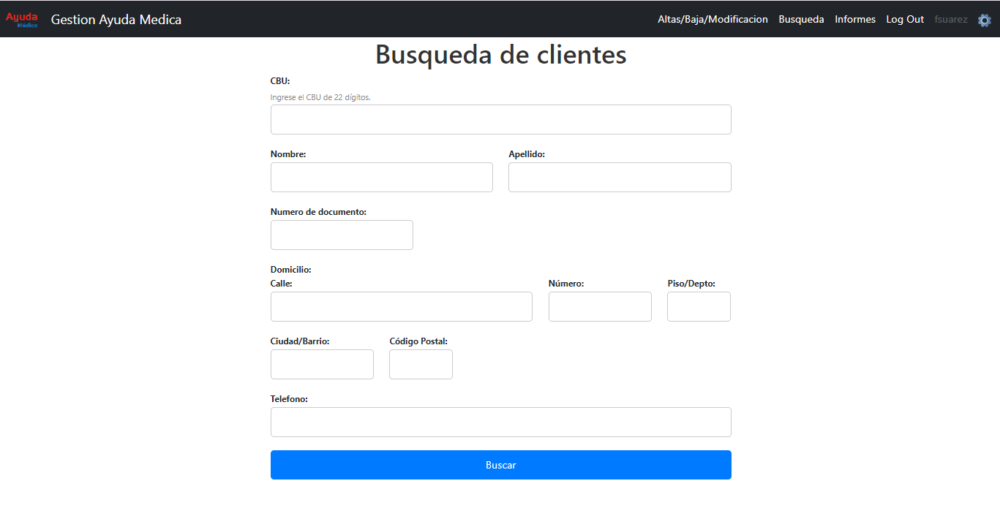 Ayuda
Médico
Gestion Ayuda Medica
Altas/Baja/Modificacion Busqueda Informes Log Out fsuarez
Busqueda de clientes
CBU:
Ingrese el CBU de 22 dígitos.
Nombre: Apellido:
Numero de documento:
Domicilio:
Calle: Número: Piso/Depto:
Ciudad/Barrio: Código Postal:
Telefono:
Buscar